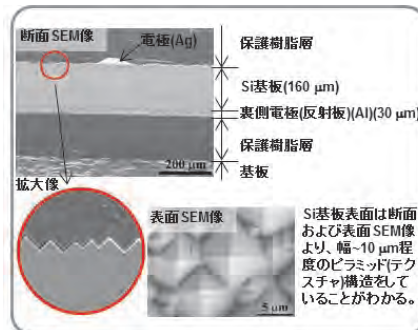 断面SEM像
電極(Ag)
保護樹脂層
Si基板(160 μm)
裏側電極(反射板)(Al)(30 μm)
保護樹脂層
基板
200 μm
拡大像
表面SEM像
5 μm
Si基板表面は断面
および表面SEM像
より、幅~10 μm程
度のピラミッド(テク
スチャ)構造をして
いることがわかる。